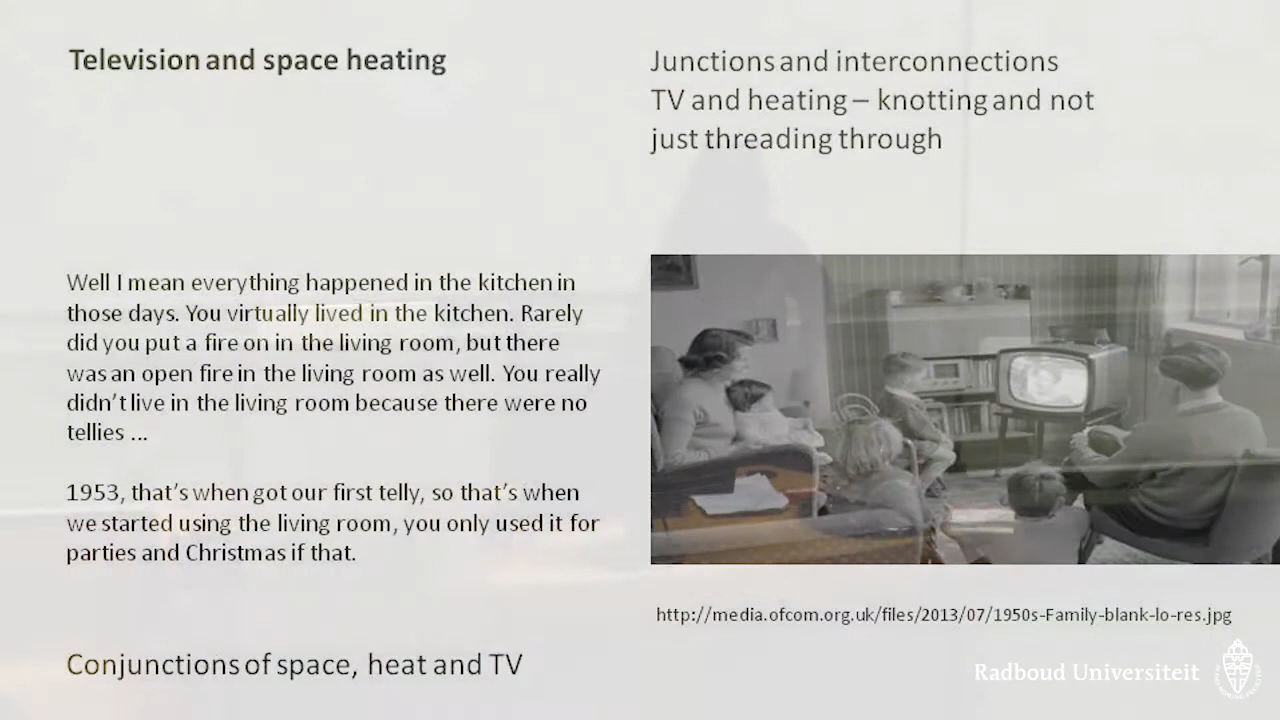 Television and space heating
Junctions and interconnections
TV and heating – knotting and not
just threading through
Well I mean everything happened in the kitchen in
those days. You virtually lived in the kitchen. Rarely
did you put a fire on in the living room, but there
was an open fire in the living room as well. You really
didn't live in the living room because there were no
tellies ...
1953, that's when got our first telly, so that's when
we started using the living room, you only used it for
parties and Christmas if that.
Conjunctions of space, heat and TV
http://media.ofcom.org.uk/files/2013/07/1950s-Family-blank-lo-res.jpg
Radboud Universiteit